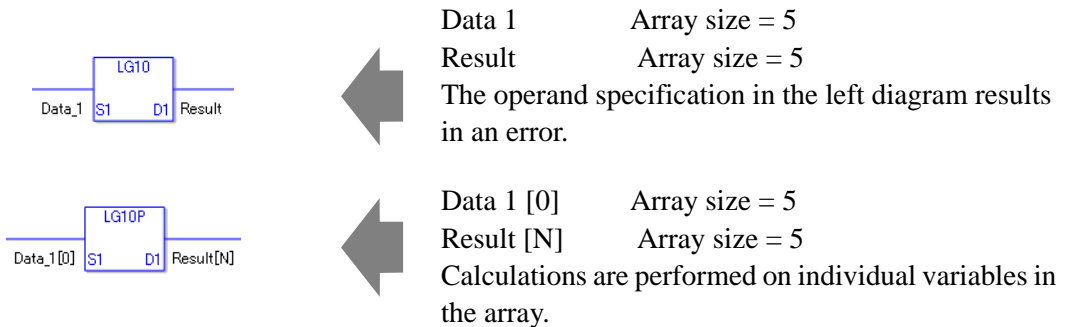 LG10
Data_1 S1 D1 Result
Data 1 Array size = 5
Result Array size = 5
The operand specification in the left diagram results
in an error.
LG10P
Data_1[0] S1 D1 Result[N]
Data 1 [0] Array size = 5
Result [N] Array size = 5
Calculations are performed on individual variables in
the array.